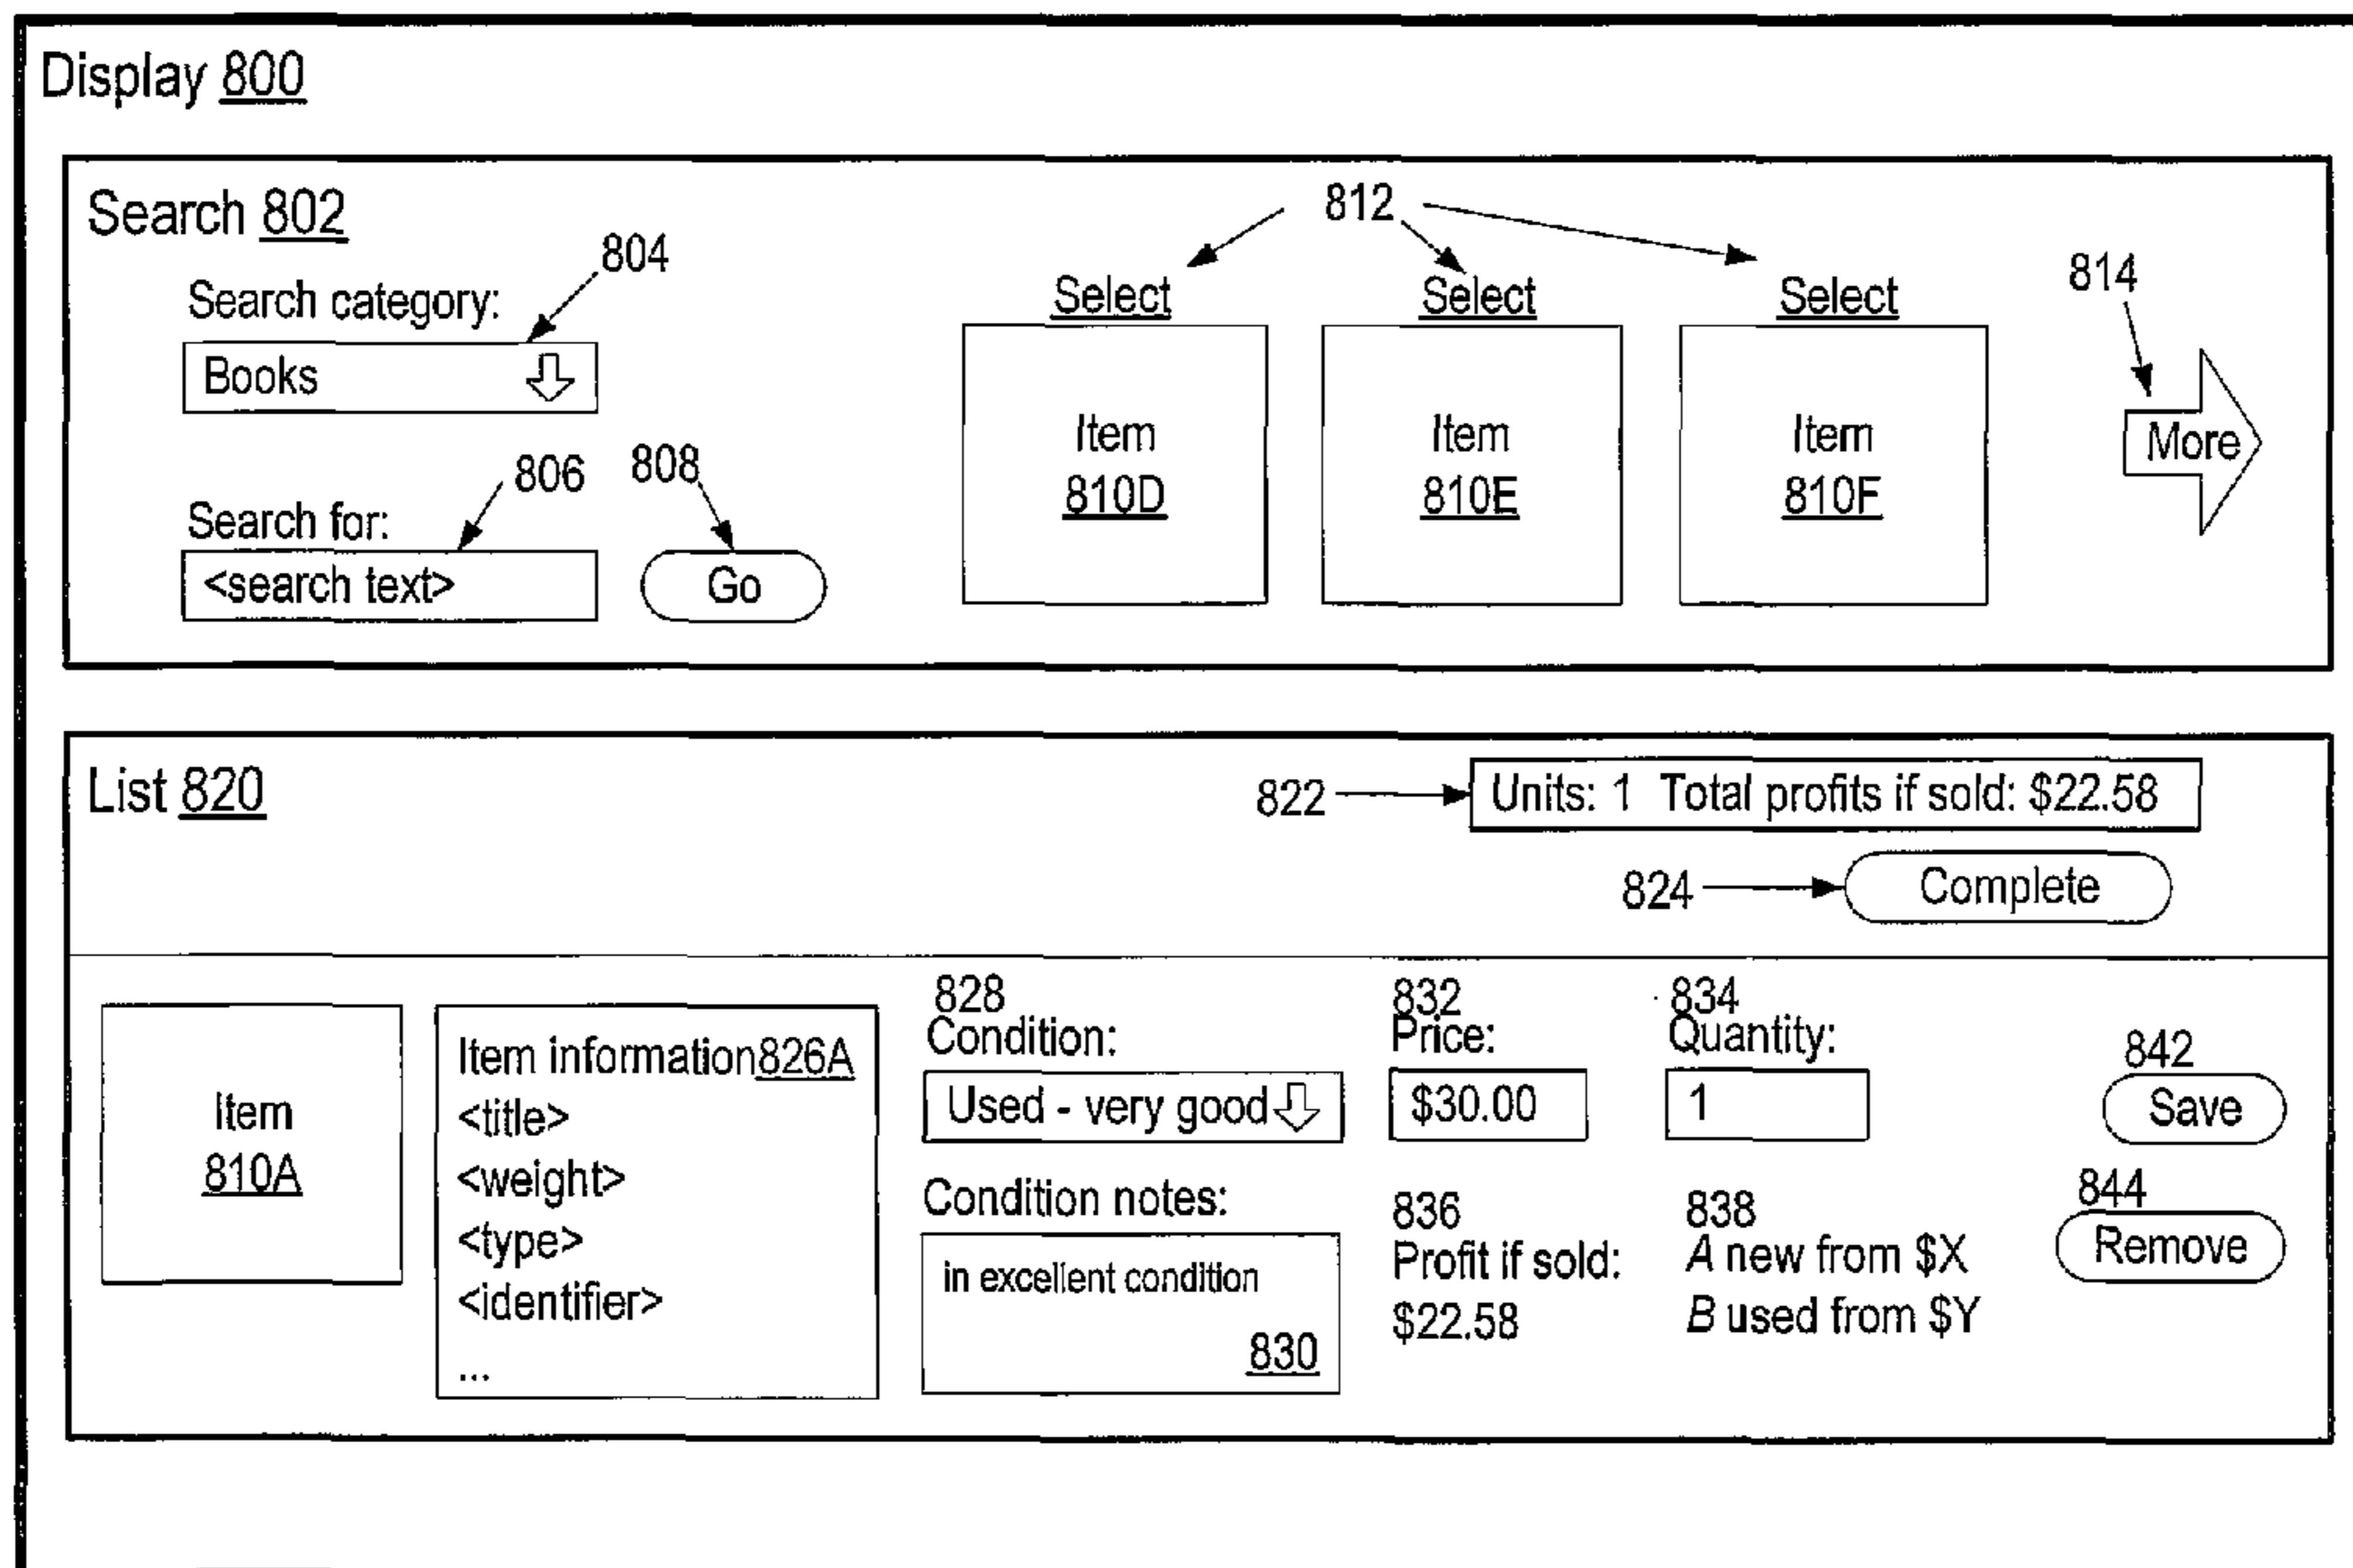 Display 800
Search 802
804
Search category:
Books
806
808
Search for:
<search text>
Go
812
Select Select Select
Item 810D
Item 810E
Item 810F
814
More
List 820
822
Units: 1 Total profits if sold: $22.58
824
Complete
Item
810A
Item information 826A
<title>
<weight>
<type>
<identifier>
...
828
Condition:
Used - very good
Condition notes:
in excellent condition
830
832
Price:
$30.00
834
Quantity:
1
836
Profit if sold:
$22.58
838
A new from $X
B used from $Y
842
Save
844
Remove